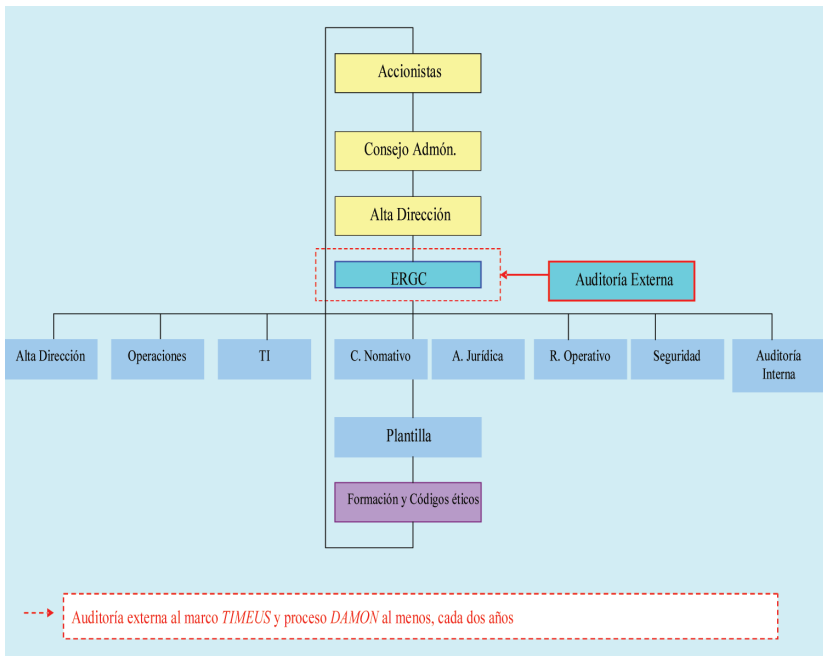 Accionistas
Consejo Admón.
Alta Dirección
ERGC
Auditoría Externa
Alta Dirección
Operaciones
TI
C. Nomativo
A. Jurídica
R. Operativo
Seguridad
Auditoría
Interna
Plantilla
Formación y Códigos éticos
Auditoría externa al marco TIMEUS y proceso DAMON al menos, cada dos años